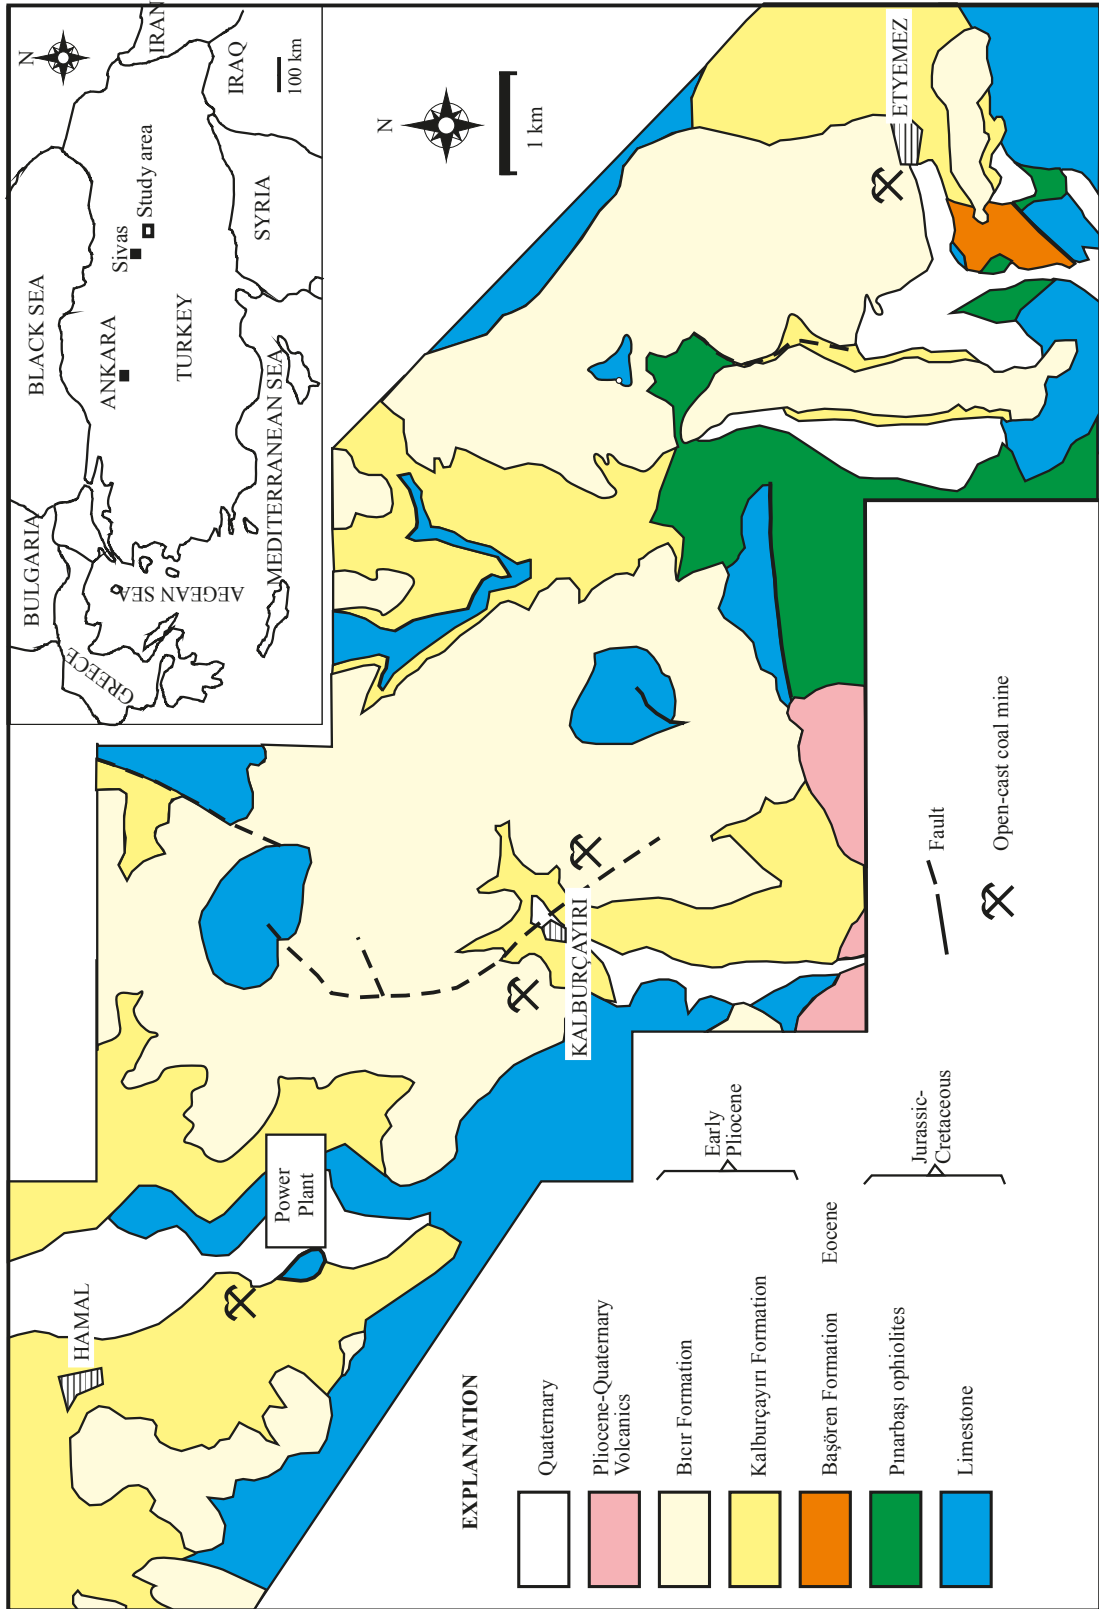 BLACK SEA
BULGARIA
GREECE
AEGEAN SEA
MEDITERRANEAN SEA
ANKARA
TURKEY
Sivas
Study area
SYRIA
IRAQ
IRAN
N
100 km
N
1 km
HAMAL
Power
Plant
KALBURÇAYIRI
ETYEMEZ
EXPLANATION
Quaternary
Pliocene-Quaternary
Volcanics
Bıcır Formation
Kalburçayırı Formation
Early
Pliocene
Başören Formation
Eocene
Pınarbaşı ophiolites
Limestone
Jurassic-
Cretaceous
Fault
Open-cast coal mine